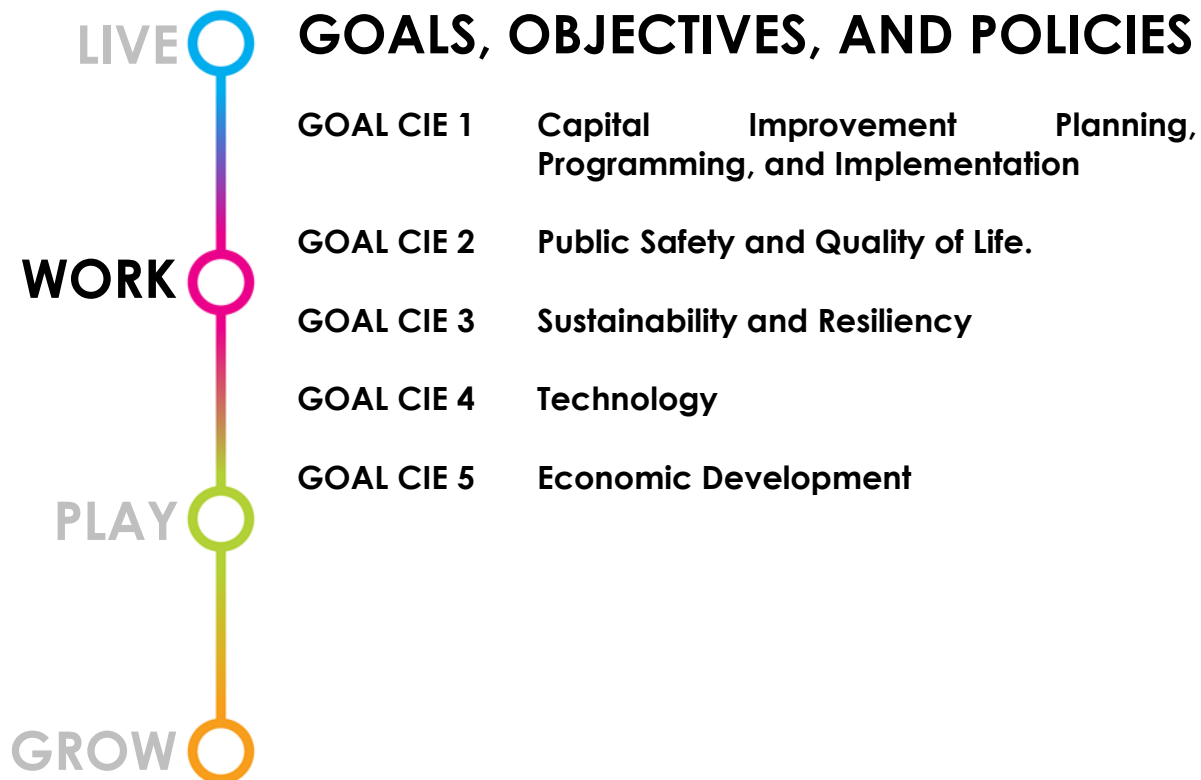 LIVE
GOALS, OBJECTIVES, AND POLICIES
GOAL CIE 1 Capital Improvement Planning,
Programming, and Implementation
GOAL CIE 2 Public Safety and Quality of Life.
WORK
GOAL CIE 3 Sustainability and Resiliency
GOAL CIE 4 Technology
GOAL CIE 5 Economic Development
PLAY
GROW